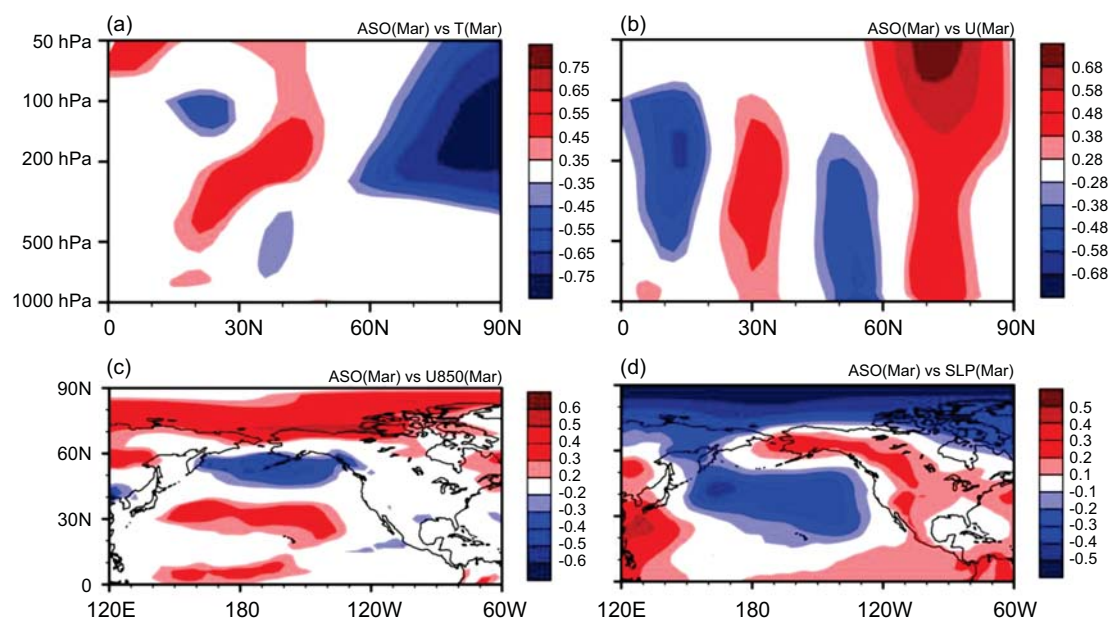 (a) ASO(Mar) vs T(Mar)
50 hPa
100 hPa
200 hPa
500 hPa
1000 hPa
0 30N 60N 90N
0.75
0.65
0.55
0.45
0.35
-0.35
-0.45
-0.55
-0.65
-0.75
(b) ASO(Mar) vs U(Mar)
0 30N 60N 90N
0.68
0.58
0.48
0.38
0.28
-0.28
-0.38
-0.48
-0.58
-0.68
(c) ASO(Mar) vs U850(Mar)
90N
60N
30N
0
120E 180 120W 60W
0.6
0.5
0.4
0.3
0.2
-0.2
-0.3
-0.4
-0.5
-0.6
(d) ASO(Mar) vs SLP(Mar)
120E 180 120W 60W
0.5
0.4
0.3
0.2
0.1
-0.1
-0.2
-0.3
-0.4
-0.5